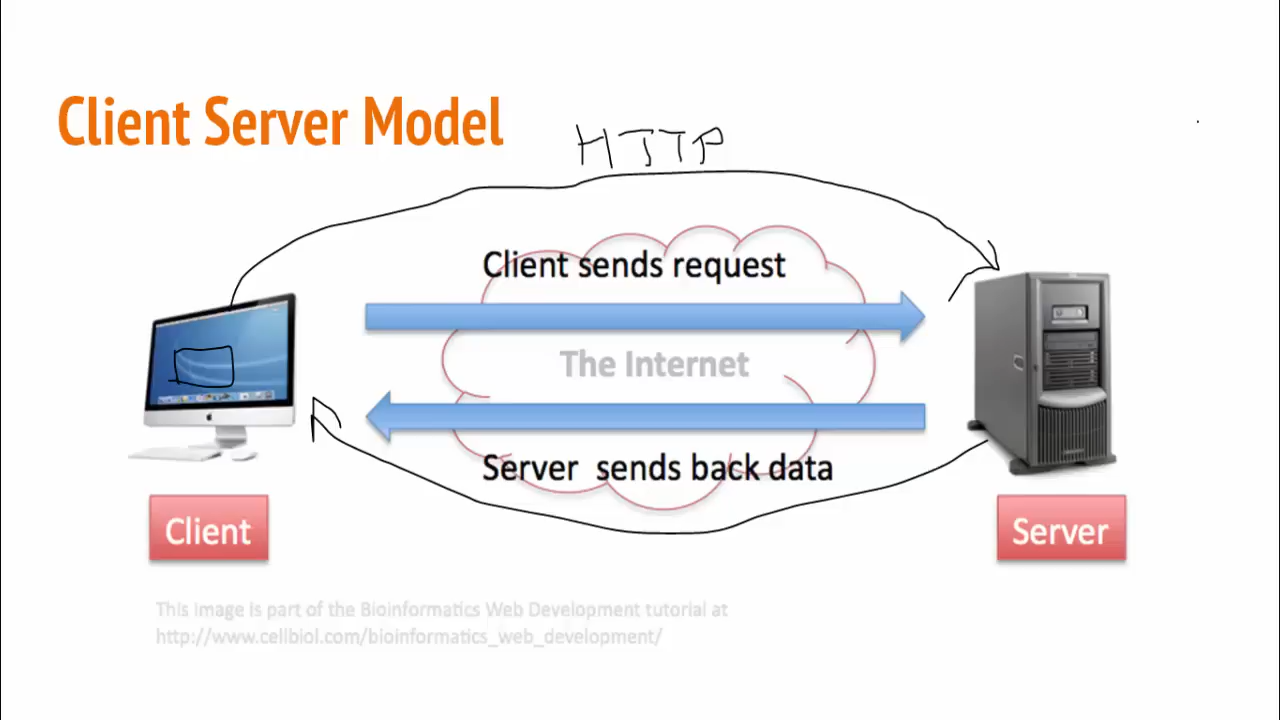 Client Server Model
HTTP
Client sends request
The Internet
Server sends back data
Client
Server
This image is part of the Bioinformatics Web Development tutorial at
http://www.cellbiol.com/bioinformatics_web_development/